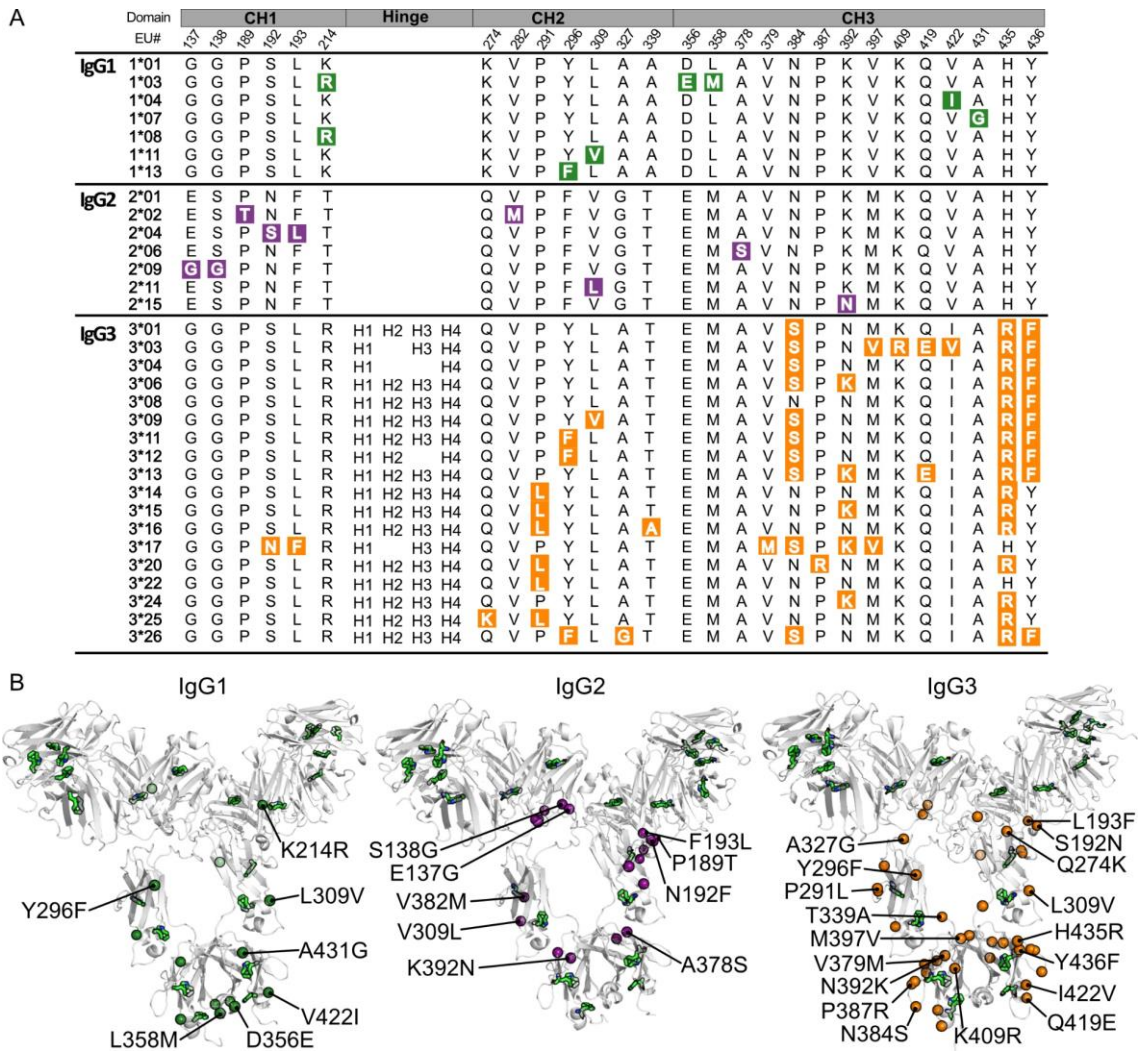 A
Domain CH1 Hinge CH2 CH3
EU# 137 138 189 192 193 214 274 282 291 296 309 327 339 356 358 378 379 384 387 392 397 409 419 422 431 435 436
IgG1 1*01 G G P S L K K V P Y L A A D L A V N P K V K Q V A H Y
1*03 G G P S L R K V P Y L A A E M A V N P K V K Q V A H Y
1*04 G G P S L K K V P Y L A A D L A V N P K V K Q I A H Y
1*07 G G P S L K K V P Y L A A D L A V N P K V K Q V G H Y
1*08 G G P S L R K V P Y L A A D L A V N P K V K Q V A H Y
1*11 G G P S L K K V P Y V A A D L A V N P K V K Q V A H Y
1*13 G G P S L K K V P F L A A D L A V N P K V K Q V A H Y
IgG2 2*01 E S P N F T Q V P F V G T E M A V N P K M K Q V A H Y
2*02 E S T N F T Q M P F V G T E M A V N P K M K Q V A H Y
2*04 E S P S L T Q V P F V G T E M A V N P K M K Q V A H Y
2*06 E S P N F T Q V P F V G T E M S V N P K M K Q V A H Y
2*09 G G P N F T Q V P F V G T E M A V N P K M K Q V A H Y
2*11 E S P N F T Q V P F L G T E M A V N P K M K Q V A H Y
2*15 E S P N F T Q V P F V G T E M A V N P N M K Q V A H Y
IgG3 3*01 G G P S L R H1 H2 H3 H4 Q V P Y L A T E M A V S P N M K Q I A R F
3*03 G G P S L R H1 H3 H4 Q V P Y L A T E M A V S P N V R E V A R F
3*04 G G P S L R H1 H4 Q V P Y L A T E M A V S P N M K Q I A R F
3*06 G G P S L R H1 H2 H3 H4 Q V P Y L A T E M A V S P K M K Q I A R F
3*08 G G P S L R H1 H2 H3 H4 Q V P Y L A T E M A V N P N M K Q I A R F
3*09 G G P S L R H1 H2 H3 H4 Q V P Y V A T E M A V S P N M K Q I A R F
3*11 G G P S L R H1 H2 H3 H4 Q V P F L A T E M A V S P N M K Q I A R F
3*12 G G P S L R H1 H2 H4 Q V P F L A T E M A V S P N M K Q I A R F
3*13 G G P S L R H1 H2 H3 H4 Q V P Y L A T E M A V S P K M K E I A R F
3*14 G G P S L R H1 H2 H3 H4 Q V L Y L A T E M A V N P N M K Q I A R Y
3*15 G G P S L R H1 H2 H3 H4 Q V L Y L A T E M A V N P K M K Q I A R Y
3*16 G G P S L R H1 H2 H3 H4 Q V L Y L A A E M A V N P N M K Q I A R Y
3*17 G G P N F R H1 H3 H4 Q V P Y L A T E M A M S P K V K Q I A H Y
3*20 G G P S L R H1 H2 H3 H4 Q V L Y L A T E M A V N R N M K Q I A R Y
3*22 G G P S L R H1 H2 H3 H4 Q V L Y L A T E M A V N P N M K Q I A H Y
3*24 G G P S L R H1 H2 H3 H4 Q V P Y L A T E M A V N P K M K Q I A R Y
3*25 G G P S L R H1 H2 H3 H4 K V L Y L A T E M A V N P N M K Q I A R Y
3*26 G G P S L R H1 H2 H3 H4 Q V P F L G T E M A V S P N M K Q I A R F
B
IgG1
K214R
Y296F
L309V
A431G
V422I
L358M
D356E
IgG2
S138G
E137G
F193L
P189T
N192F
V382M
V309L
K392N
A378S
IgG3
L193F
S192N
Q274K
A327G
Y296F
P291L
L309V
T339A
M397V
H435R
V379M
Y436F
N392K
P387R
I422V
N384S
K409R
Q419E